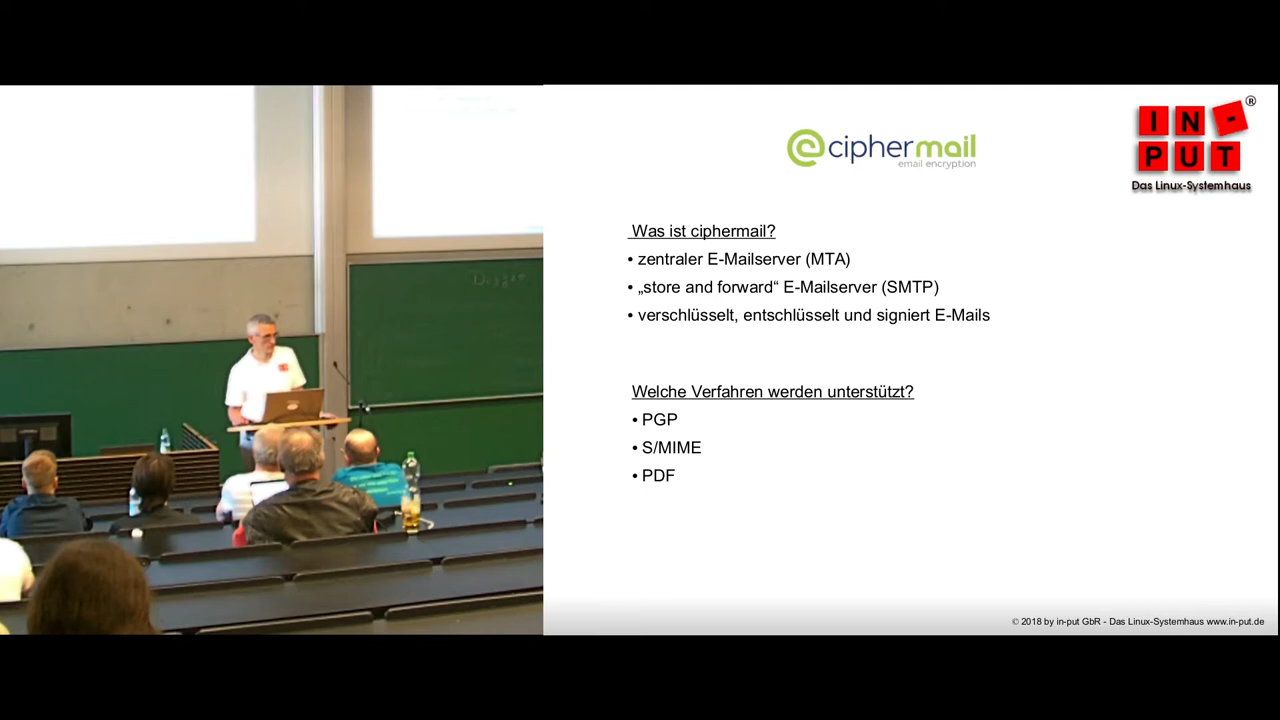 ciphermail
email encryption
IN-
PUT
®
Das Linux-Systemhaus
Was ist ciphermail?
• zentraler E-Mailserver (MTA)
• „store and forward“ E-Mailserver (SMTP)
• verschlüsselt, entschlüsselt und signiert E-Mails
Welche Verfahren werden unterstützt?
• PGP
• S/MIME
• PDF
© 2018 by in-put GbR - Das Linux-Systemhaus www.in-put.de